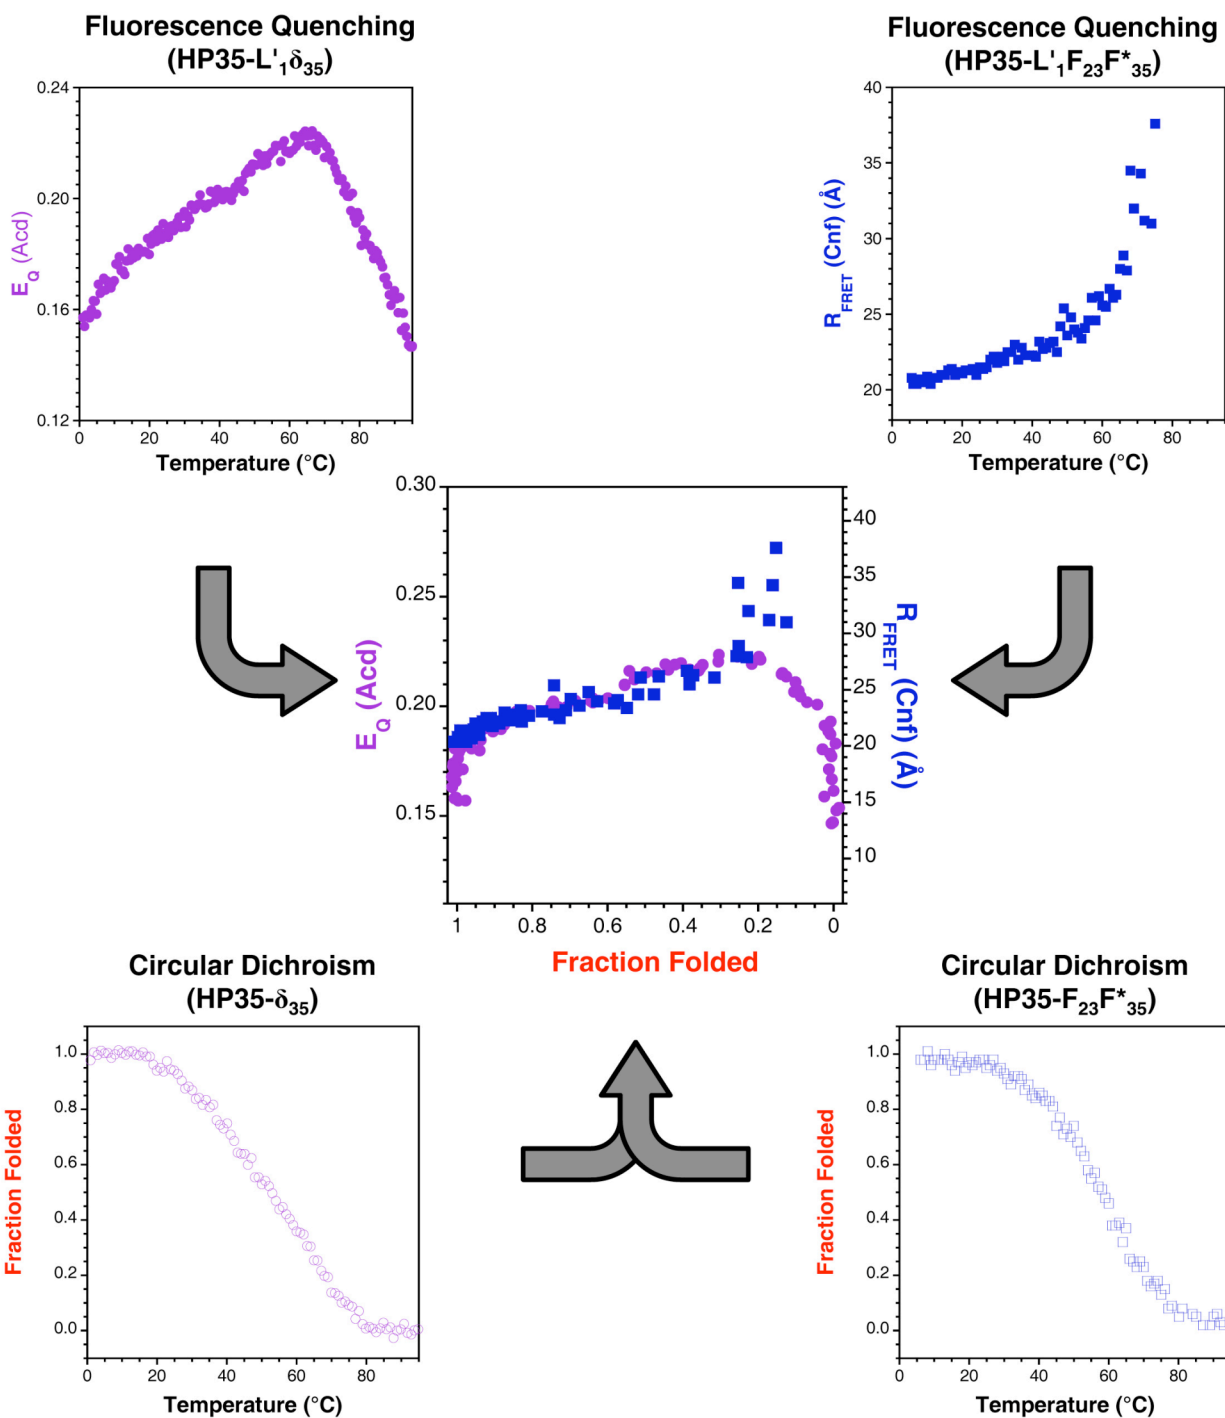 Fluorescence Quenching
(HP35-L'₁δ₃₅)
Fluorescence Quenching
(HP35-L'₁F₂₃F*₃₅)
0.24
0.20
0.16
0.12
E_Q (Acd)
0 20 40 60 80
Temperature (°C)
40
35
30
25
20
R_FRET (Cnf) (Å)
0 20 40 60 80
Temperature (°C)
0.30
0.25
0.20
0.15
E_Q (Acd)
40
35
30
25
20
15
10
R_FRET (Cnf) (Å)
1 0.8 0.6 0.4 0.2 0
Fraction Folded
Circular Dichroism
(HP35-δ₃₅)
Circular Dichroism
(HP35-F₂₃F*₃₅)
1.0
0.8
0.6
0.4
0.2
0.0
Fraction Folded
0 20 40 60 80
Temperature (°C)
1.0
0.8
0.6
0.4
0.2
0.0
Fraction Folded
0 20 40 60 80
Temperature (°C)